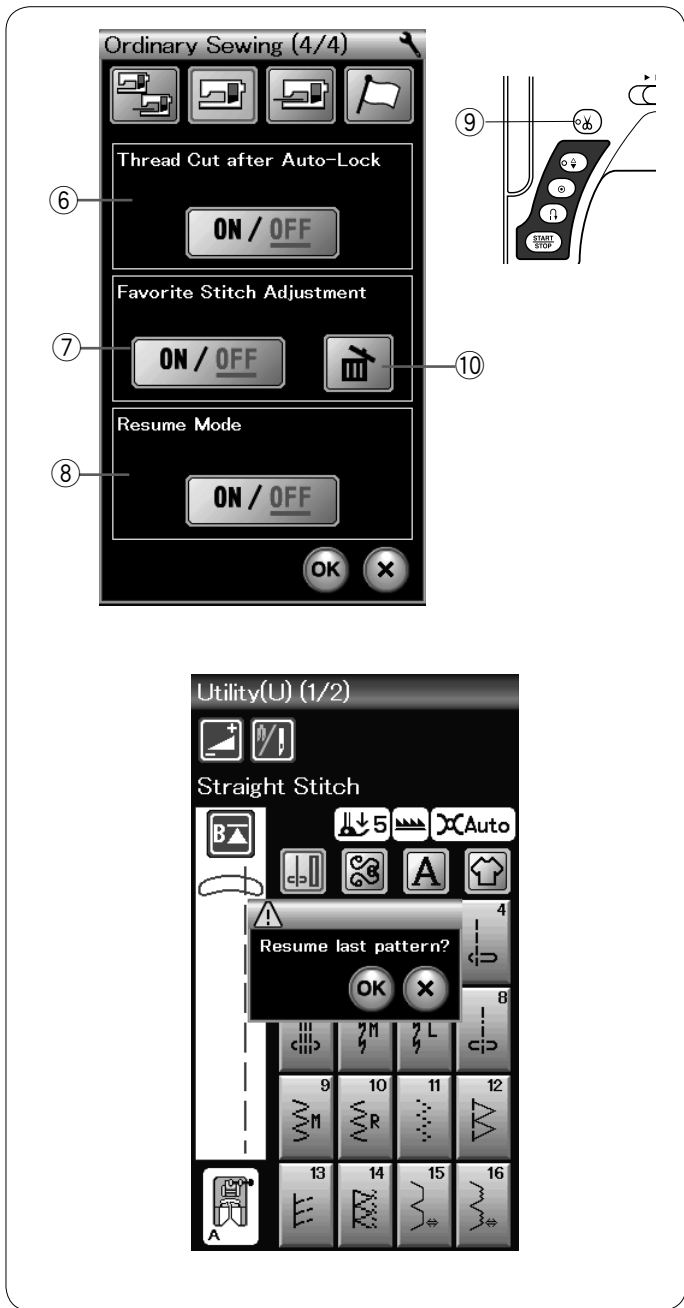 Ordinary Sewing (4/4)
⑨
Thread Cut after Auto-Lock
⑥
ON / OFF
START
STOP
Favorite Stitch Adjustment
⑦
ON / OFF
⑩
Resume Mode
⑧
ON / OFF
OK ×
Utility(U) (1/2)
Straight Stitch
B 5 Auto
A
4
Resume last pattern?
OK ×
8
M L
9 10 11 12
M R
13 14 15 16
A